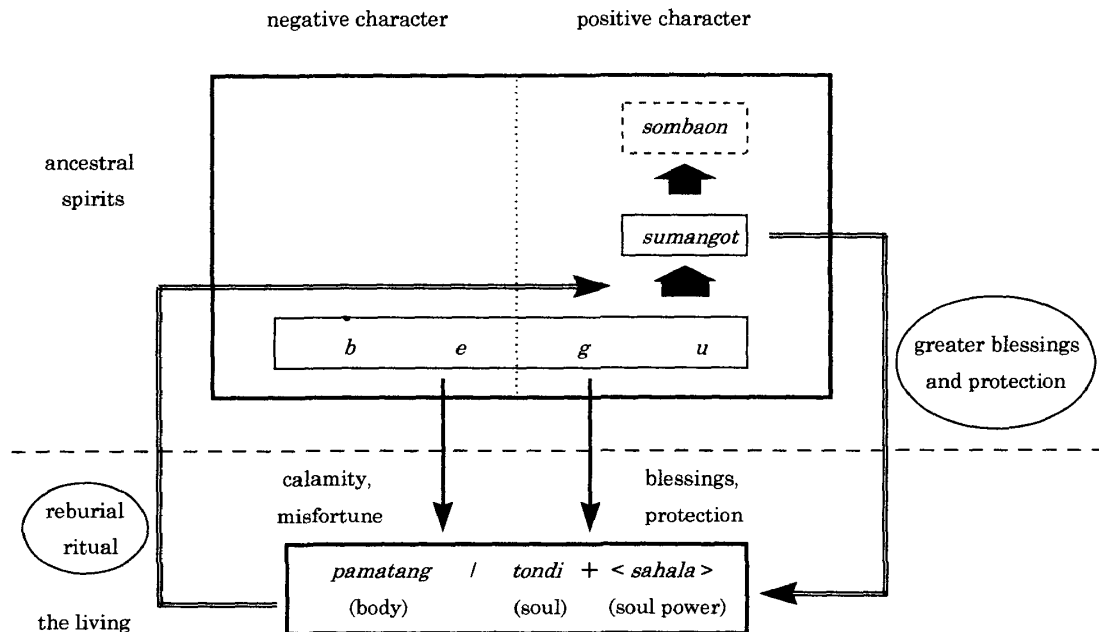 negative character positive character
sombaon
ancestral
spirits
sumangot
b e g u
greater blessings
and protection
calamity, blessings,
misfortune protection
reburial
ritual
pamatang / tondi + < sahala >
(body) (soul) (soul power)
the living